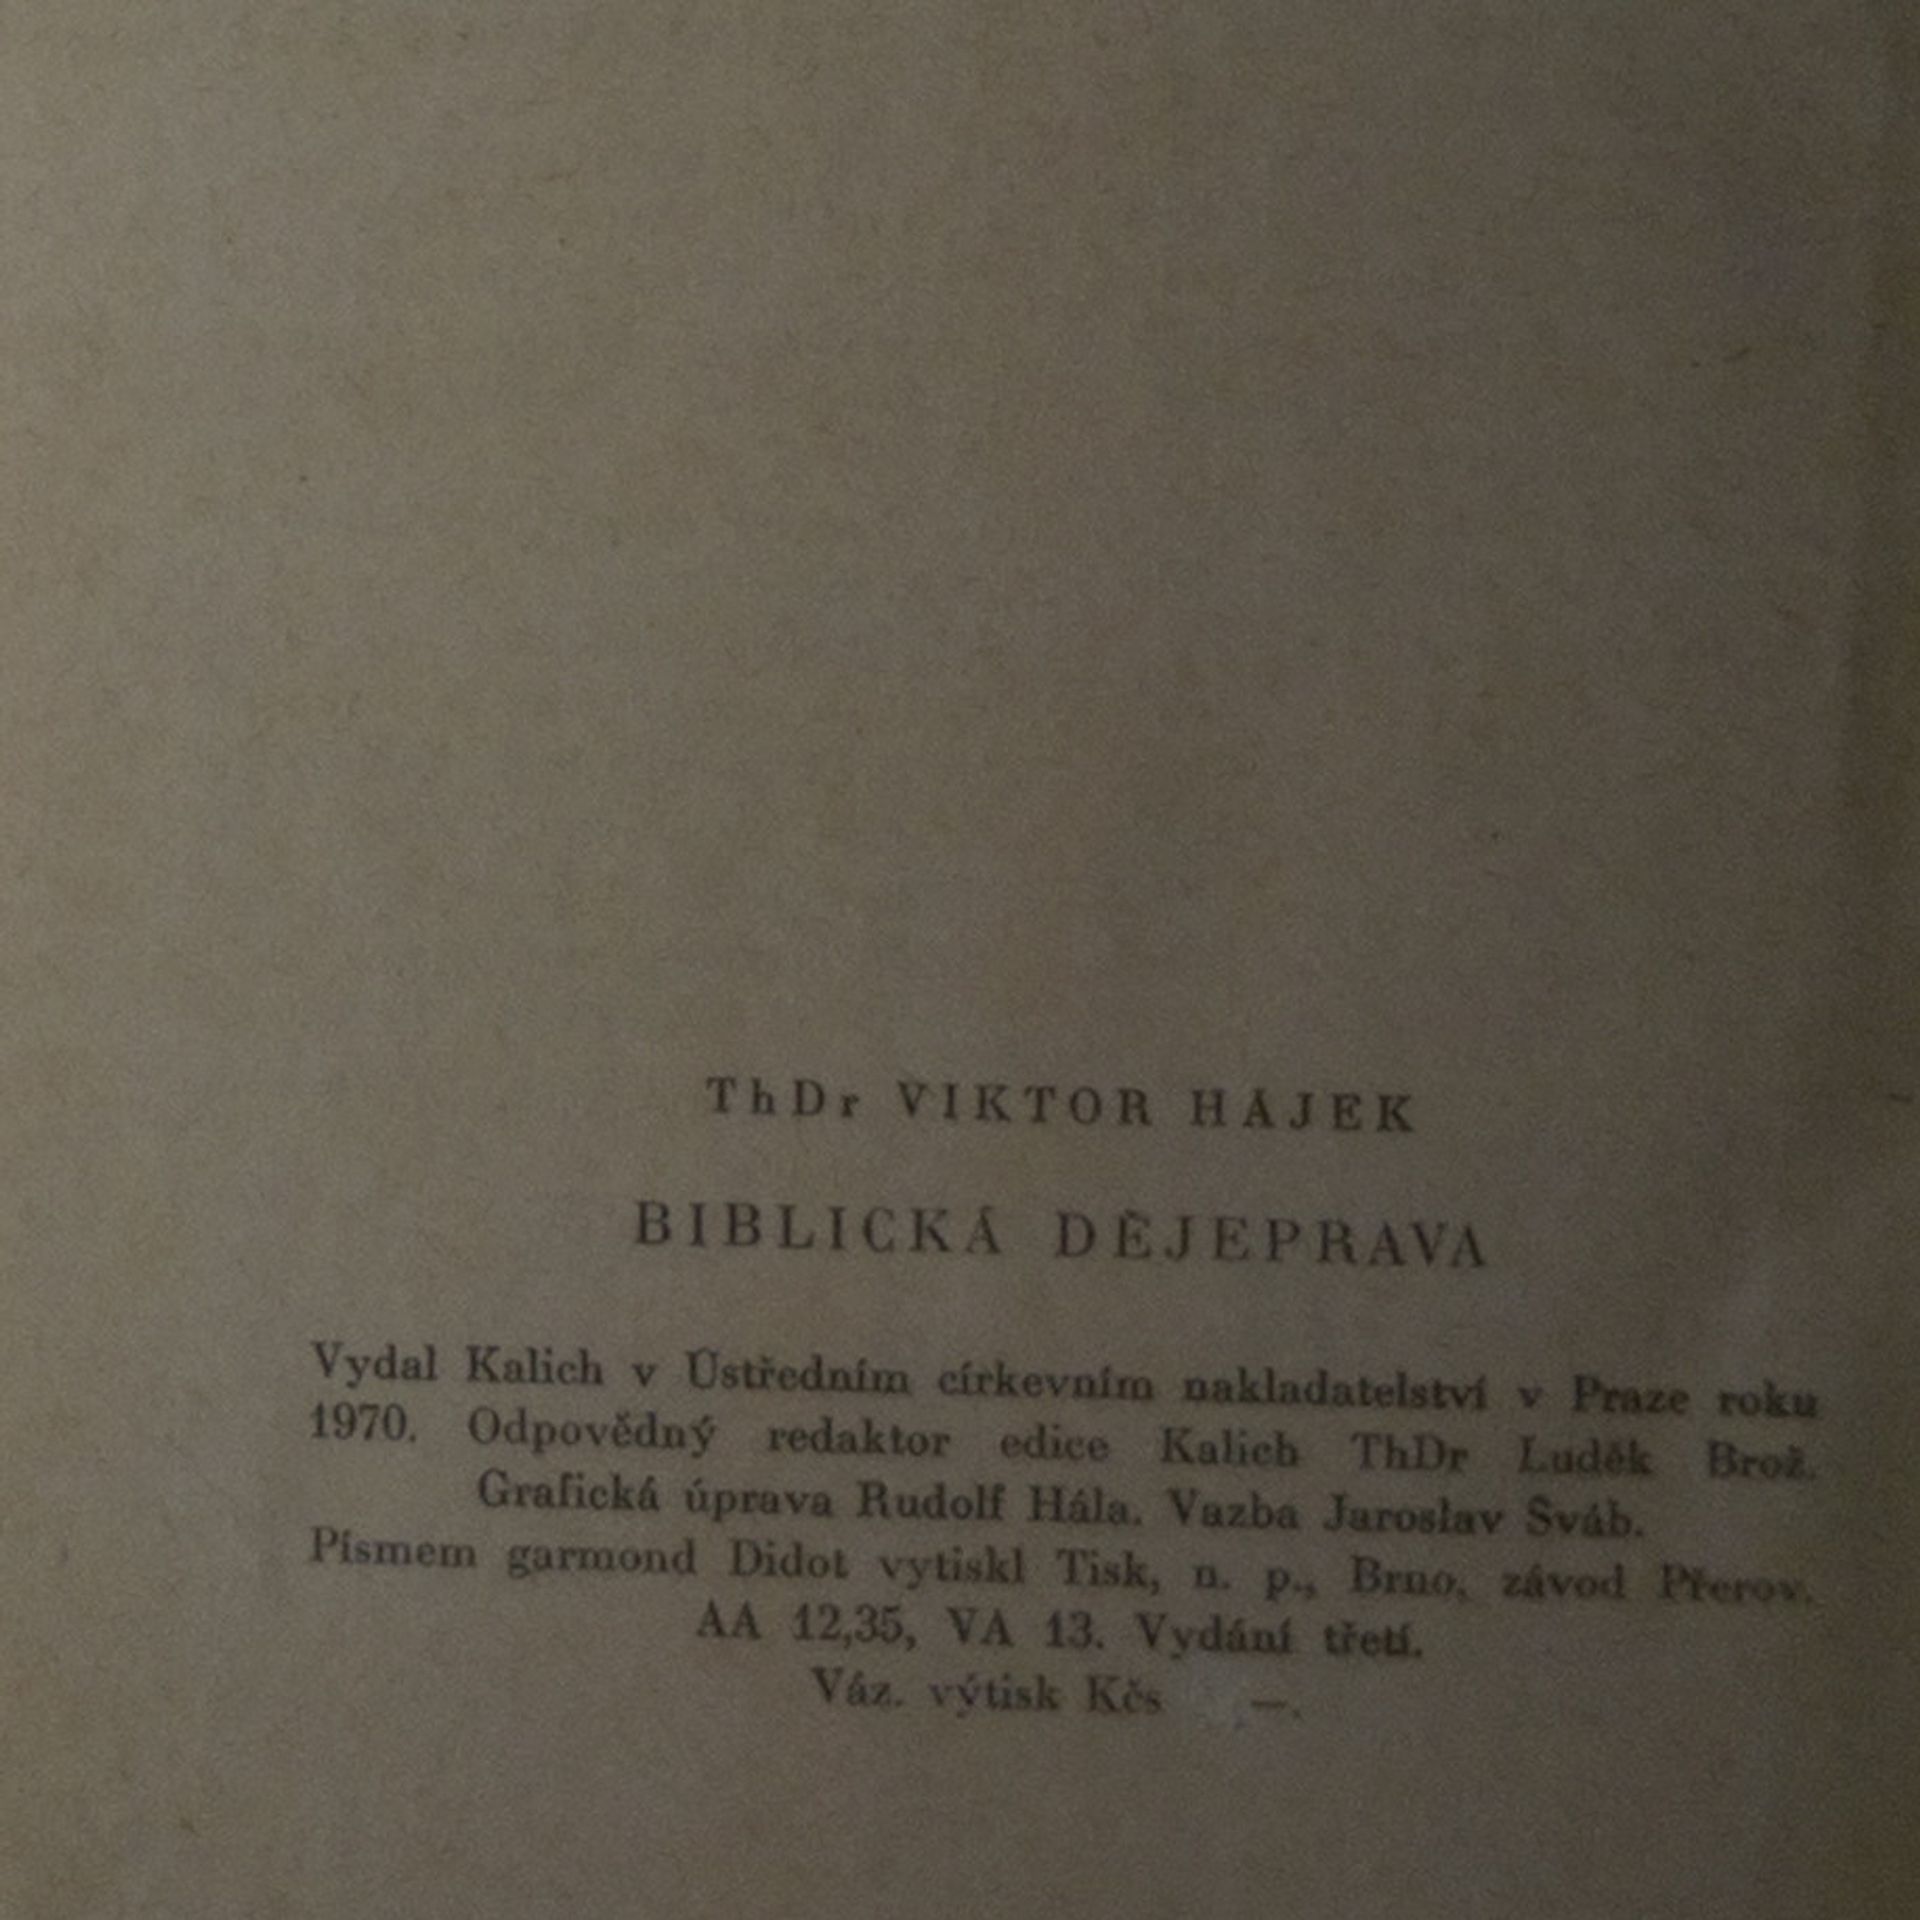 ThDr VIKTOR HÁJEK
BIBLICKÁ DĚJEPRAVA
Vydal Kalich v Ústředním církevním nakladatelství v Praze roku
1970. Odpovědný redaktor edice Kalich ThDr Luděk Brož.
Grafická úprava Rudolf Hála. Vazba Jaroslav Šváb.
Písmem garmond Didot vytiskl Tisk, n. p., Brno, závod Přerov.
AA 12,35, VA 13. Vydání třetí.
Váz. výtisk Kčs —.